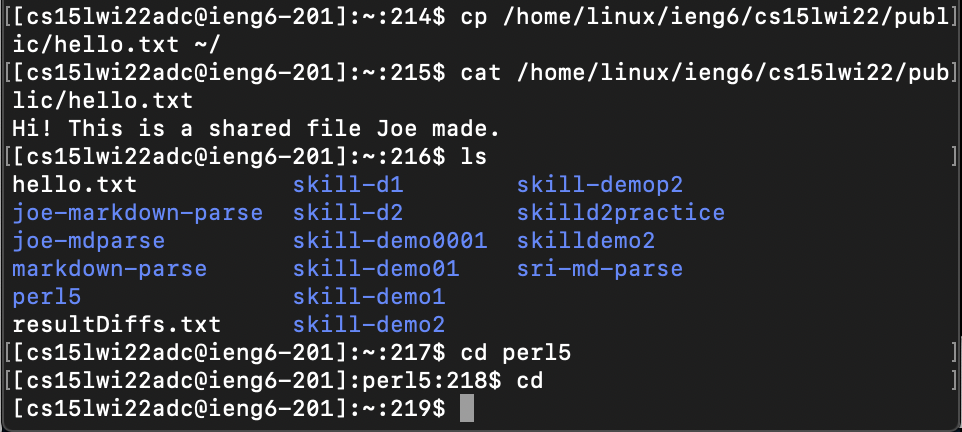 [[cs15lwi22adc@ieng6-201]:~:214$ cp /home/linux/ieng6/cs15lwi22/publ]
ic/hello.txt ~/
[[cs15lwi22adc@ieng6-201]:~:215$ cat /home/linux/ieng6/cs15lwi22/pub]
lic/hello.txt
Hi! This is a shared file Joe made.
[[cs15lwi22adc@ieng6-201]:~:216$ ls ]
hello.txt skill-d1 skill-demop2
joe-markdown-parse skill-d2 skilld2practice
joe-mdparse skill-demo0001 skilldemo2
markdown-parse skill-demo01 sri-md-parse
perl5 skill-demo1
resultDiffs.txt skill-demo2
[[cs15lwi22adc@ieng6-201]:~:217$ cd perl5 ]
[[cs15lwi22adc@ieng6-201]:perl5:218$ cd ]
[cs15lwi22adc@ieng6-201]:~:219$